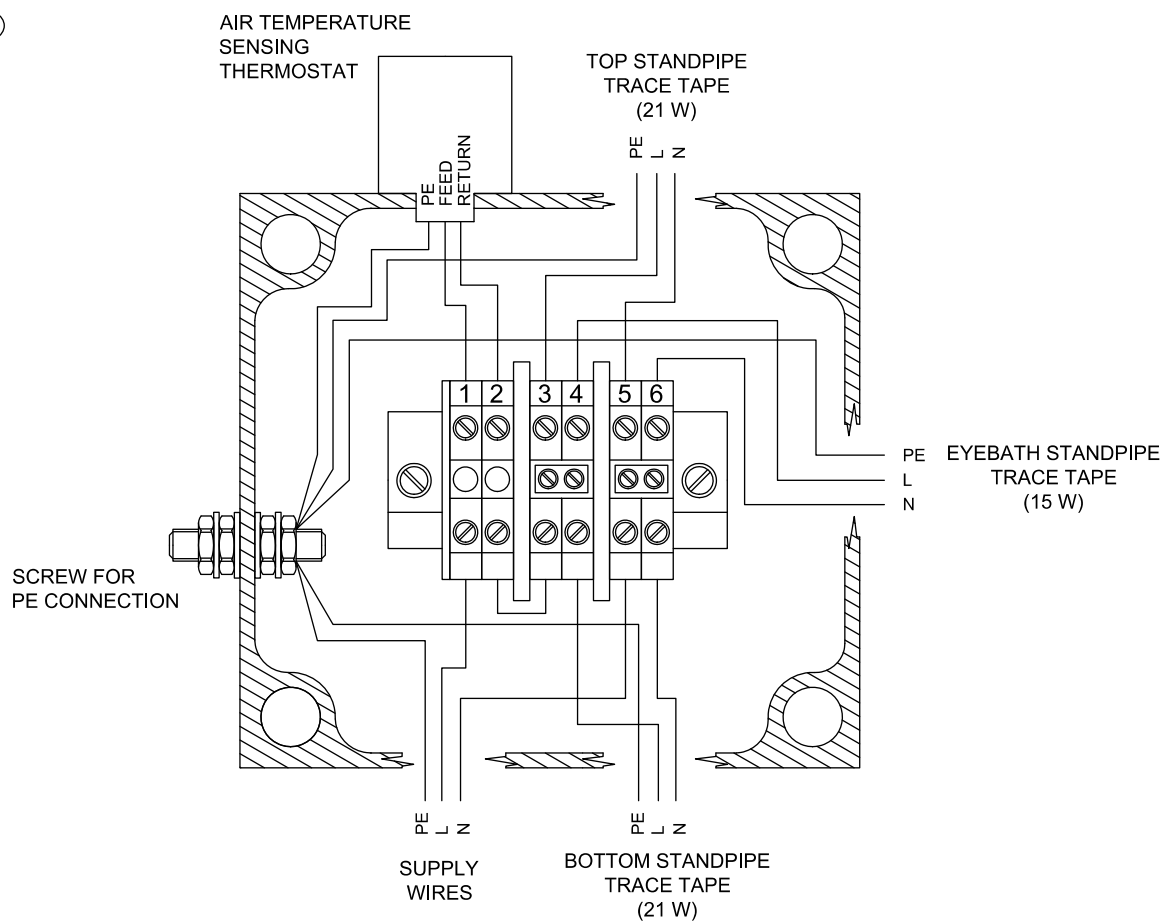 AIR TEMPERATURE
SENSING
THERMOSTAT
TOP STANDPIPE
TRACE TAPE
(21 W)
PE
L
N
PE
FEED
RETURN
1 2 3 4 5 6
PE
L
N
EYEBATH STANDPIPE
TRACE TAPE
(15 W)
SCREW FOR
PE CONNECTION
PE
L
N
SUPPLY
WIRES
PE
L
N
BOTTOM STANDPIPE
TRACE TAPE
(21 W)